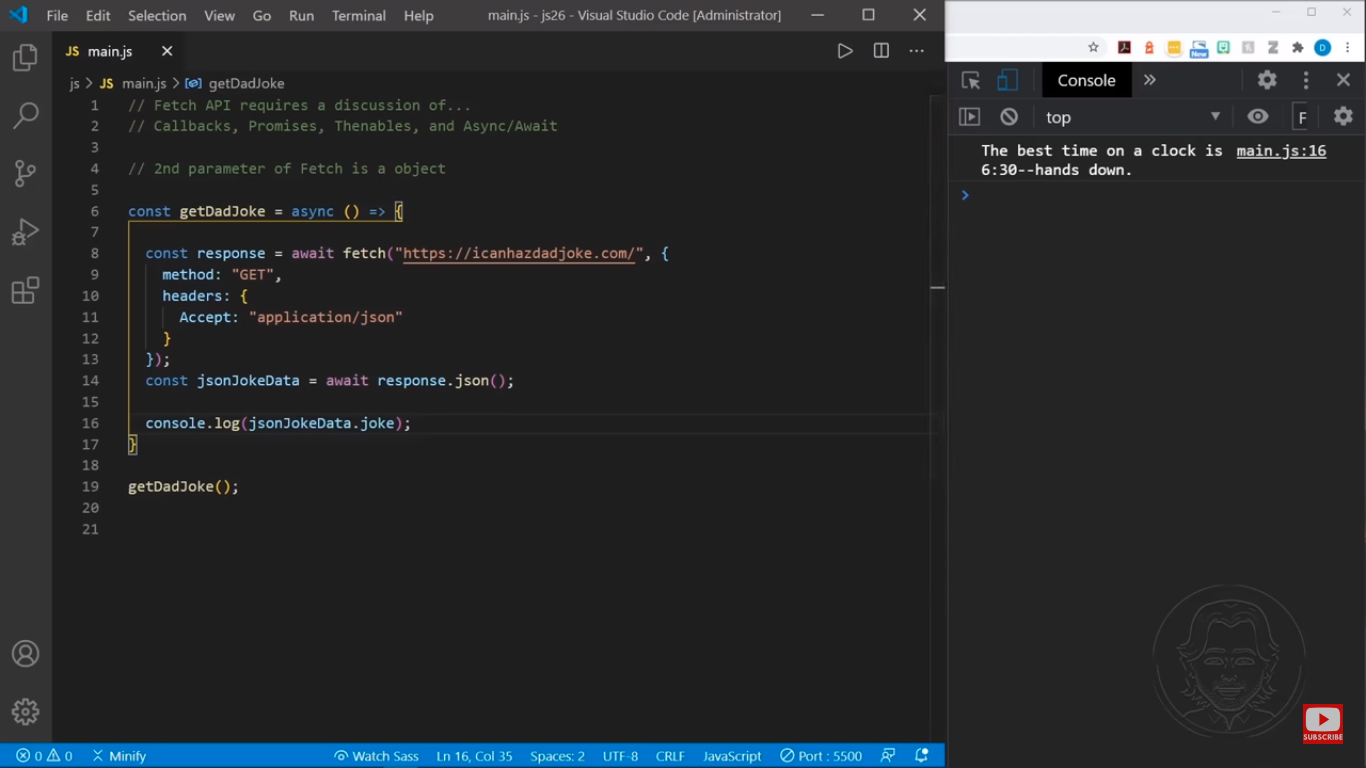 File Edit Selection View Go Run Terminal Help main.js - js26 - Visual Studio Code [Administrator]
JS main.js
js > JS main.js > getDadJoke
1 // Fetch API requires a discussion of...
2 // Callbacks, Promises, Thenables, and Async/Await
3
4 // 2nd parameter of Fetch is a object
5
6 const getDadJoke = async () => {
7
8 const response = await fetch("https://icanhazdadjoke.com/", {
9 method: "GET",
10 headers: {
11 Accept: "application/json"
12 }
13 });
14 const jsonJokeData = await response.json();
15
16 console.log(jsonJokeData.joke);
17 }
18
19 getDadJoke();
20
21
0 0 Minify Watch Sass Ln 16, Col 35 Spaces: 2 UTF-8 CRLF JavaScript Port : 5500
New D
Console
top F
The best time on a clock is main.js:16
6:30--hands down.
SUBSCRIBE